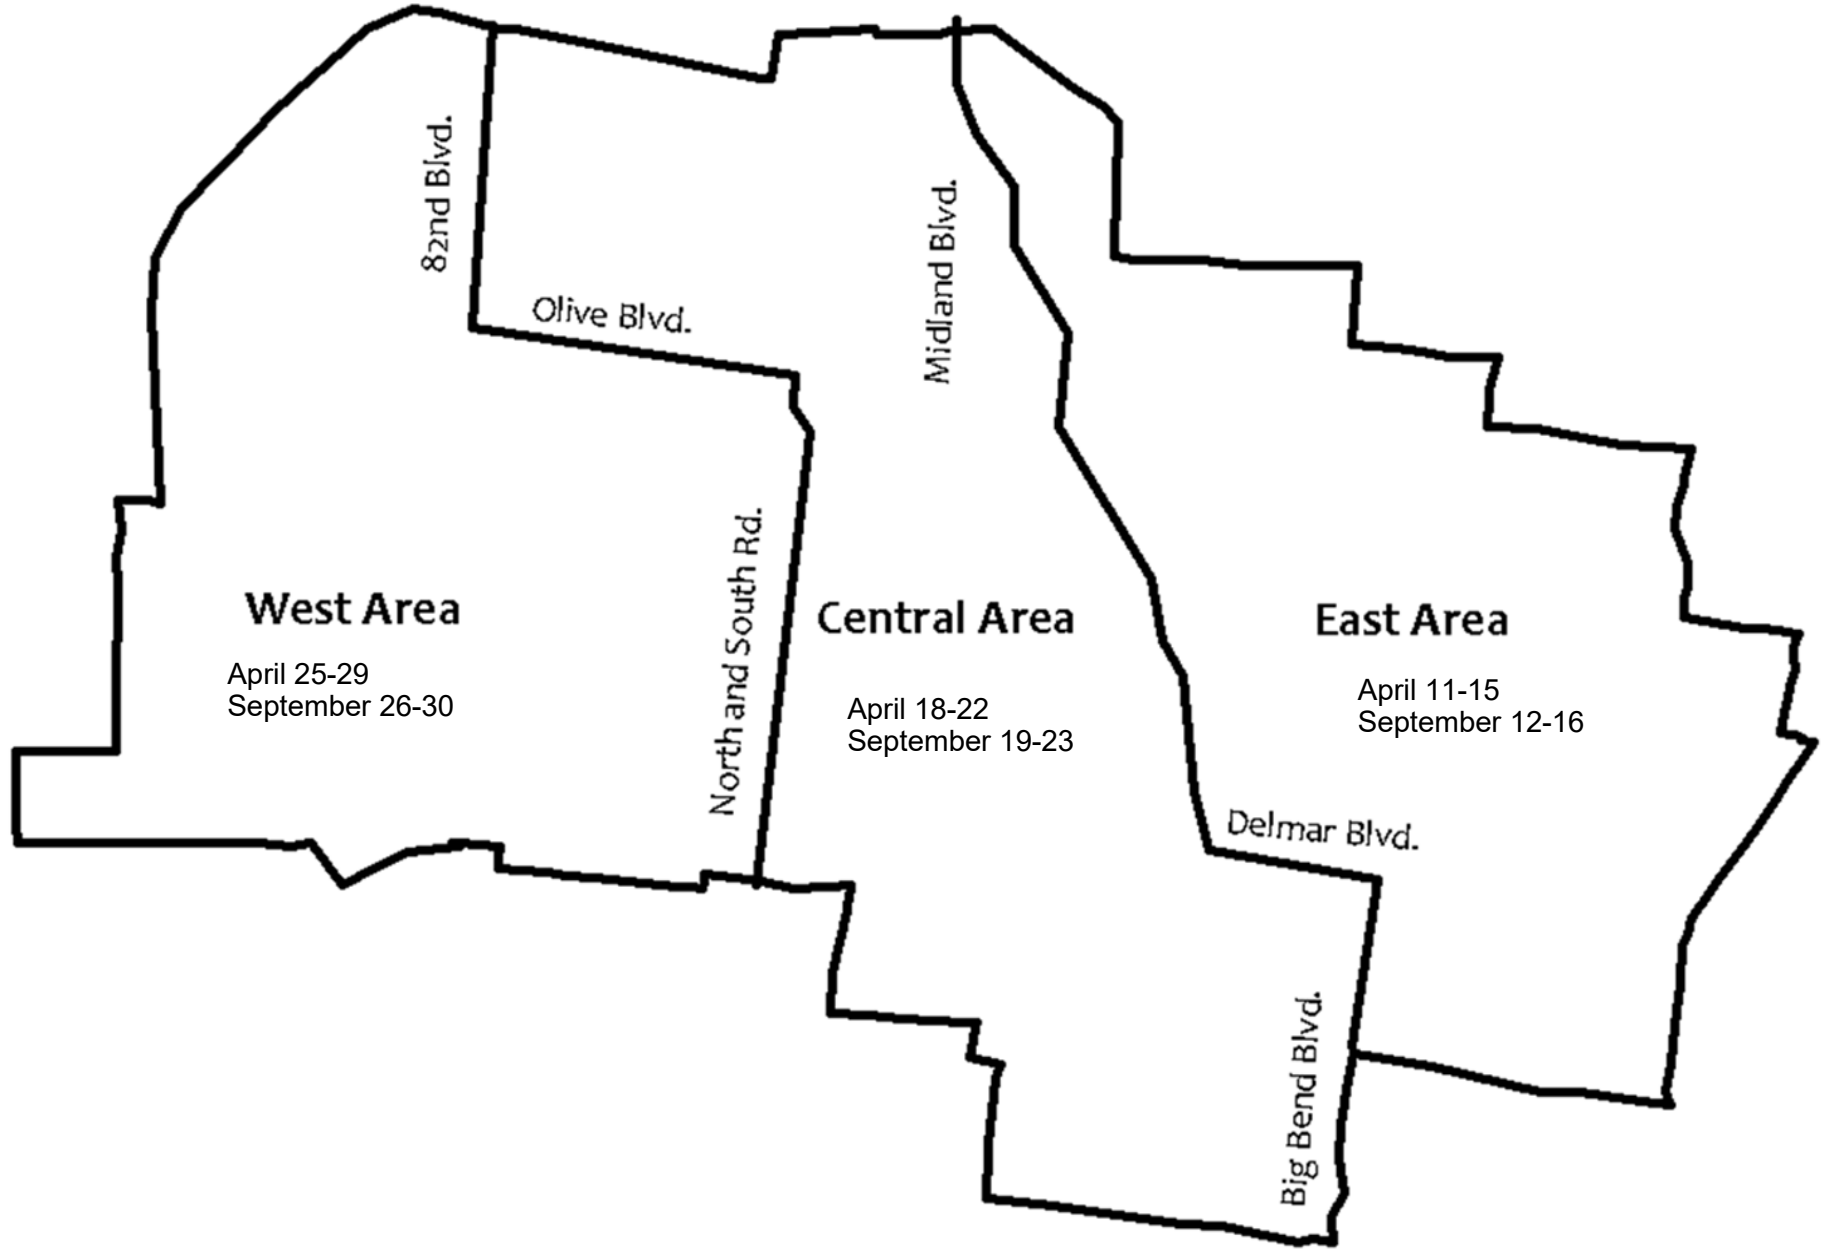 82nd Blvd.
Olive Blvd.
Midland Blvd.
North and South Rd.
West Area
April 25-29
September 26-30
Central Area
April 18-22
September 19-23
East Area
April 11-15
September 12-16
Delmar Blvd.
Big Bend Blvd.